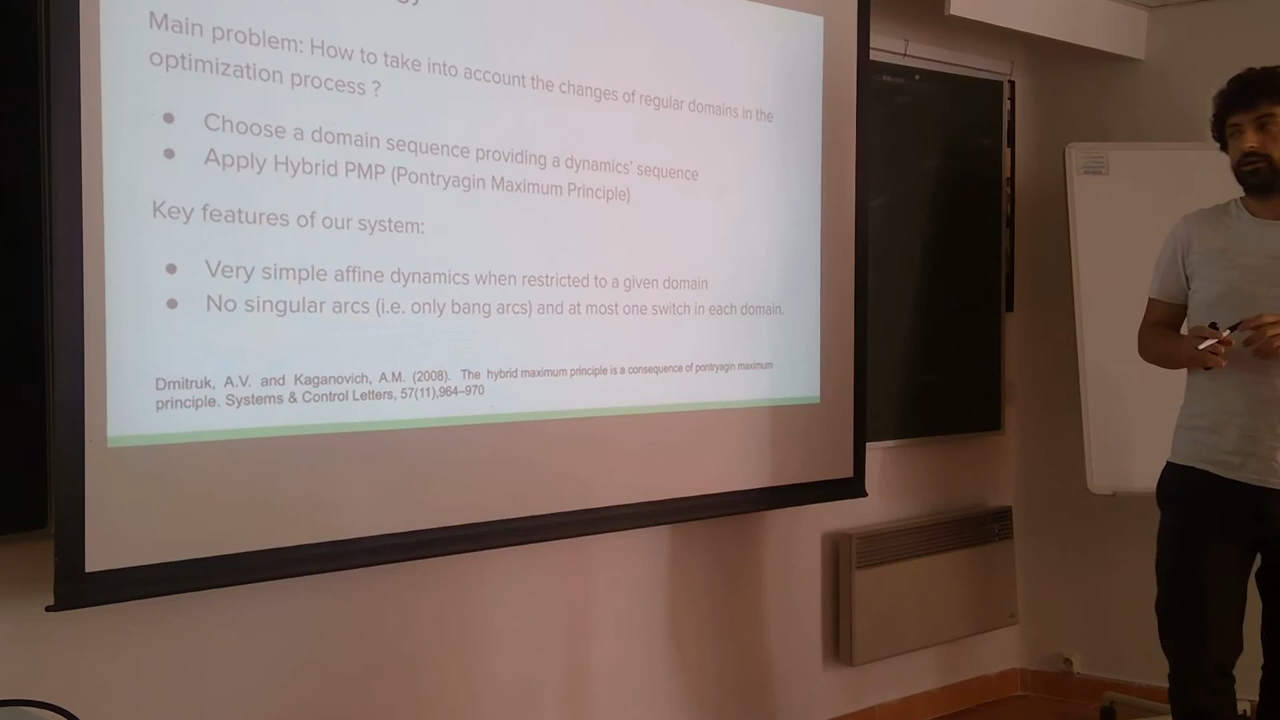 Main problem: How to take into account the changes of regular domains in the
optimization process ?
● Choose a domain sequence providing a dynamics' sequence
● Apply Hybrid PMP (Pontryagin Maximum Principle)
Key features of our system:
● Very simple affine dynamics when restricted to a given domain
● No singular arcs (i.e. only bang arcs) and at most one switch in each domain.
Dmitruk, A.V. and Kaganovich, A.M. (2008). The hybrid maximum principle is a consequence of pontryagin maximum
principle. Systems & Control Letters, 57(11),964–970